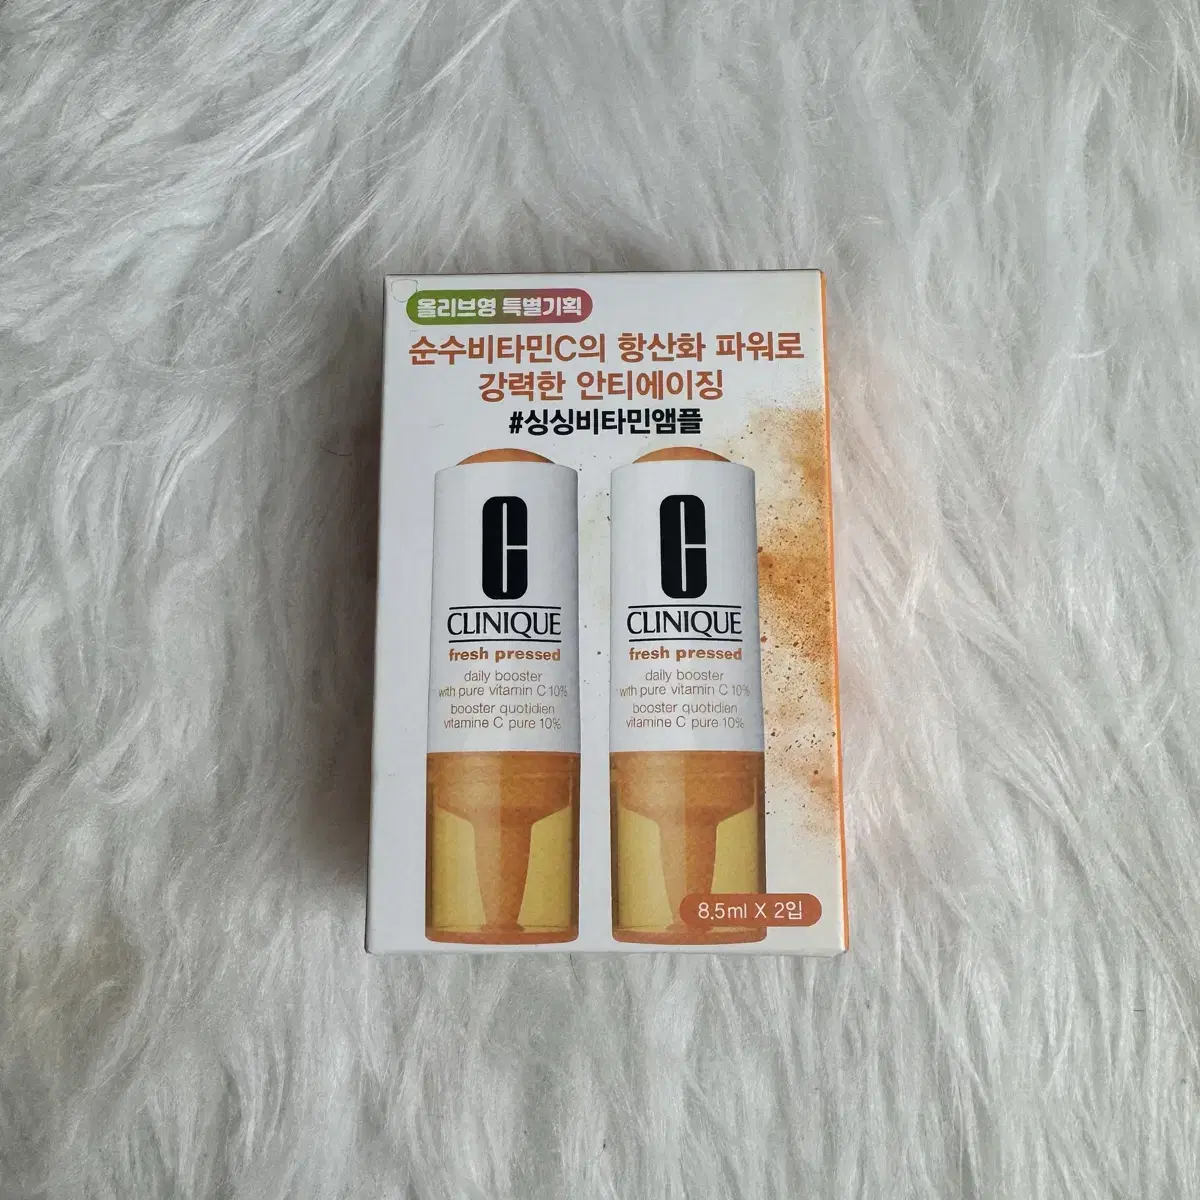 올리브영 특별기획
순수비타민C의 항산화 파워로
강력한 안티에이징
#싱싱비타민앰플
C
CLINIQUE
fresh pressed
daily booster
with pure vitamin C 10%
booster quotidien
vitamine C pure 10%
C
CLINIQUE
fresh pressed
daily booster
with pure vitamin C 10%
booster quotidien
vitamine C pure 10%
8.5ml X 2입